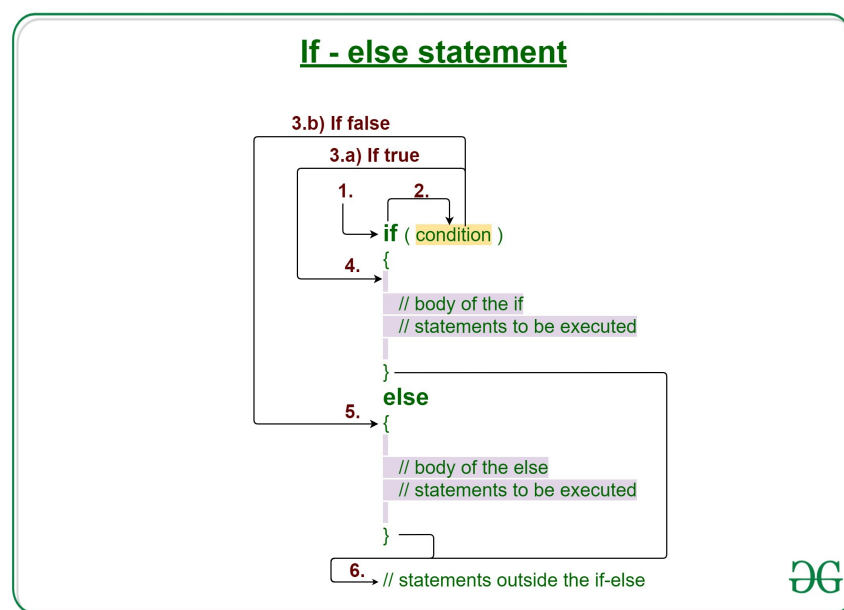 If - else statement
3.b) If false
3.a) If true
1.
2.
if ( condition )
{
4.
// body of the if
// statements to be executed
}
else
5.
{
// body of the else
// statements to be executed
}
6.
// statements outside the if-else